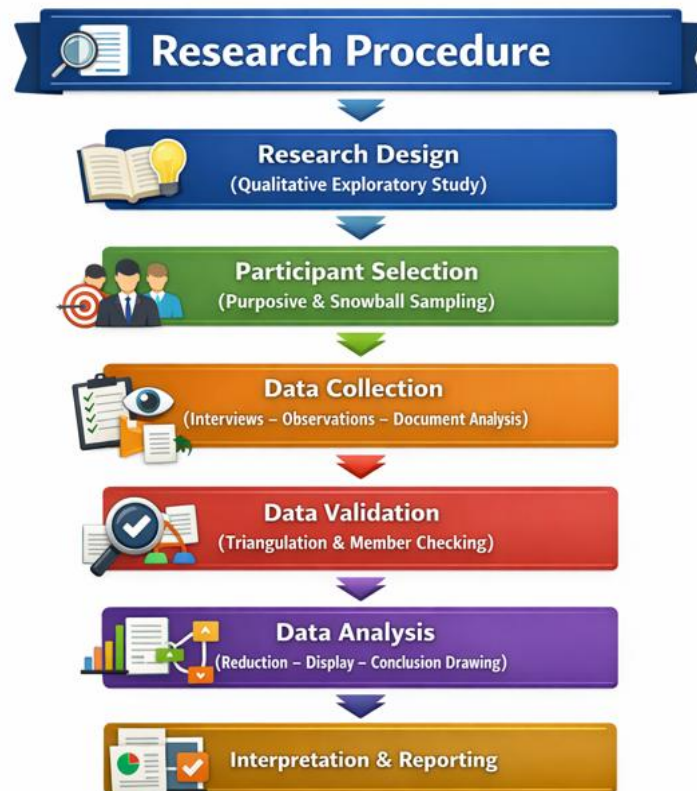 Research Procedure
Research Design
(Qualitative Exploratory Study)
Participant Selection
(Purposive & Snowball Sampling)
Data Collection
(Interviews – Observations – Document Analysis)
Data Validation
(Triangulation & Member Checking)
Data Analysis
(Reduction – Display – Conclusion Drawing)
Interpretation & Reporting